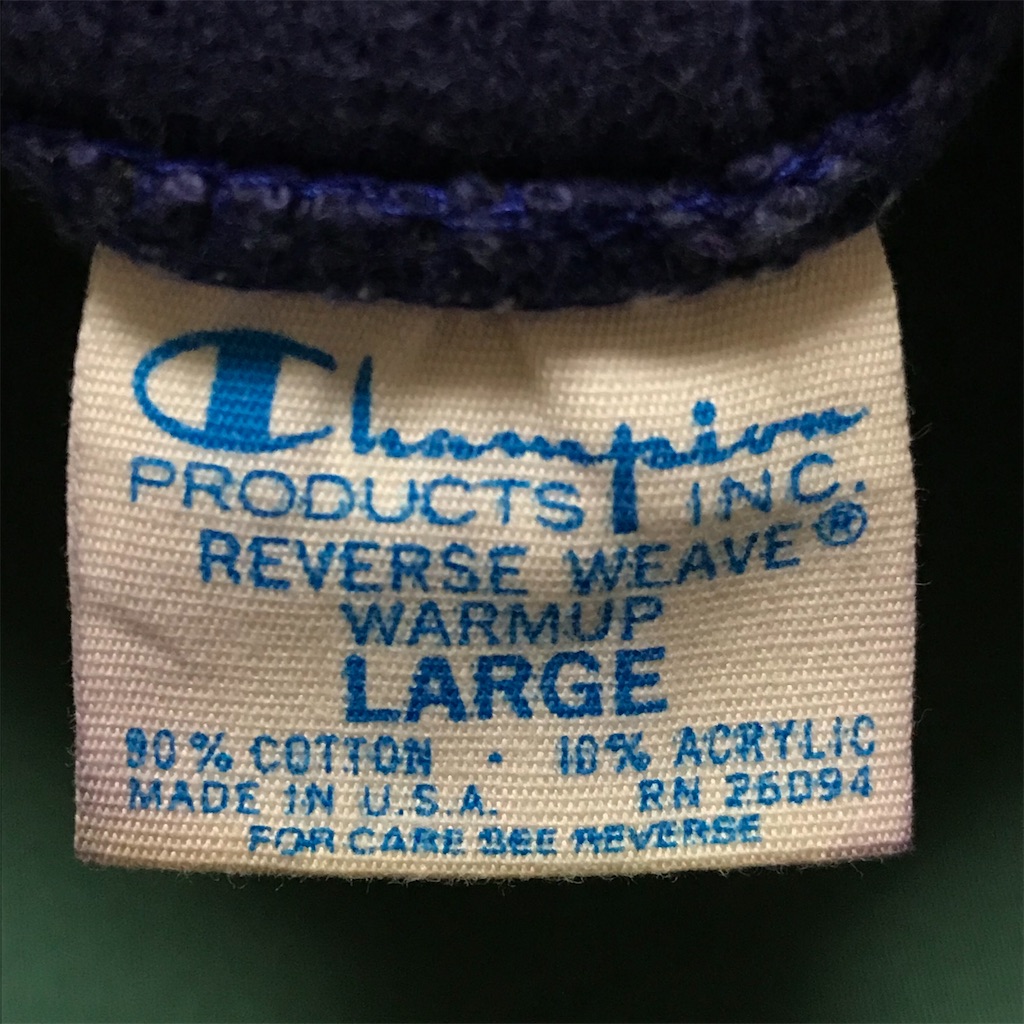 Champion
PRODUCTS INC.
REVERSE WEAVE®
WARMUP
LARGE
90% COTTON · 10% ACRYLIC
MADE IN U.S.A. RN 26094
FOR CARE SEE REVERSE